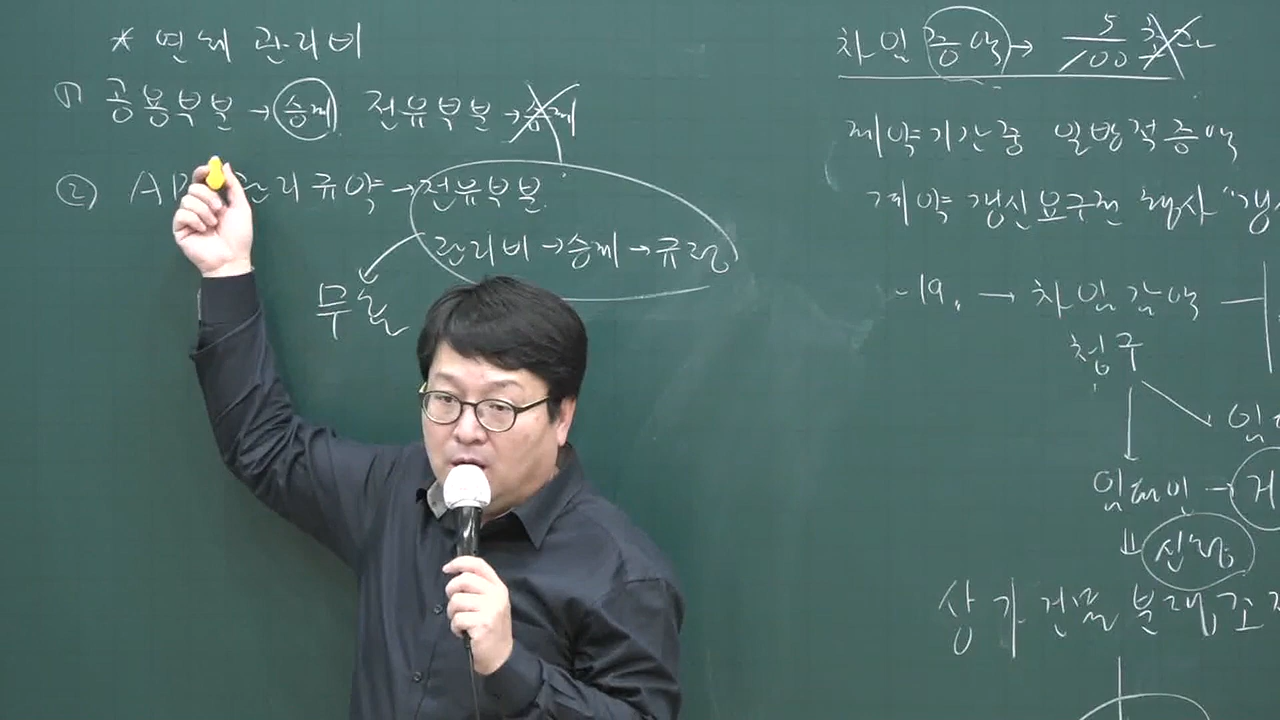 * 연체 관리비
① 공용부분 → 승계 전유부분 → 승계
② AP 관리규약 → 전유부분
관리비 → 승계 → 규정
무효
차임 증액 → 5/100 초과
계약기간 중 일방적 증액
계약갱신요구권 행사 "갱
19. → 차임감액
청구
임대인 →
⇓ 신청
상가건물 분쟁조